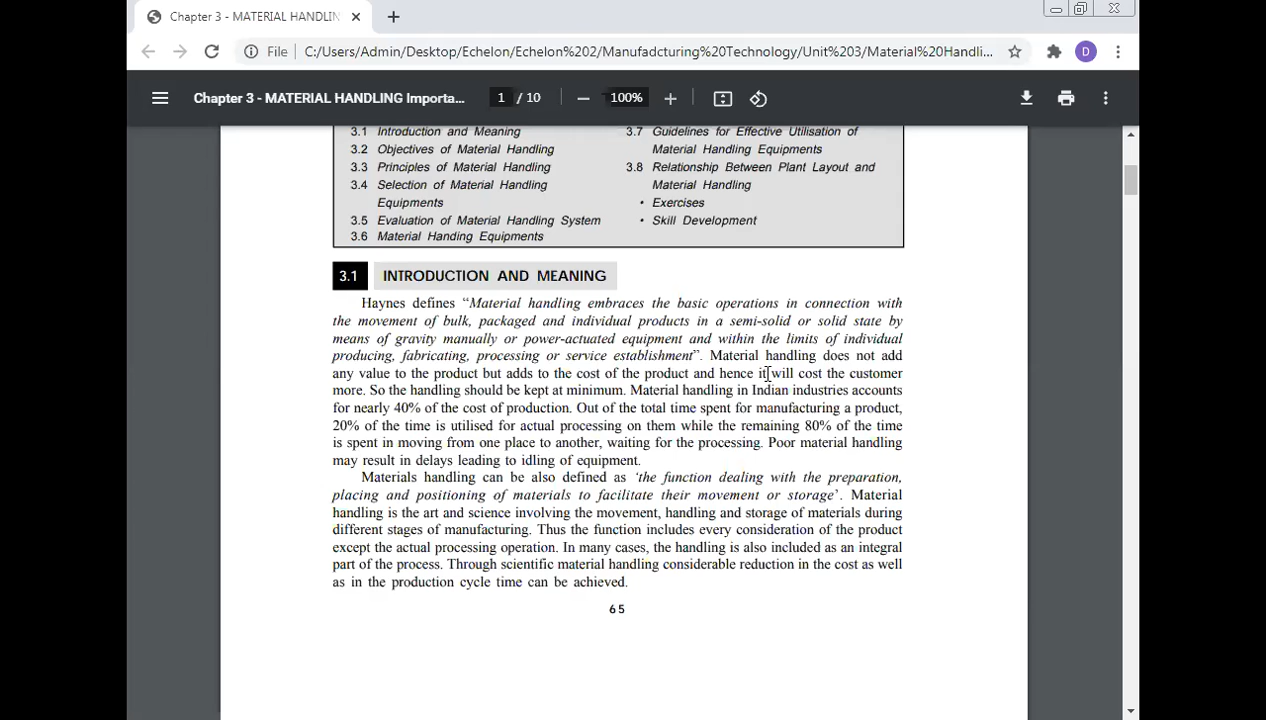 Chapter 3 - MATERIAL HANDLIN
File C:/Users/Admin/Desktop/Echelon/Echelon%202/Manufadcturing%20Technology/Unit%203/Material%20Handli... D
Chapter 3 - MATERIAL HANDLING Importa... 1 / 10 100%
3.1 Introduction and Meaning
3.2 Objectives of Material Handling
3.3 Principles of Material Handling
3.4 Selection of Material Handling
Equipments
3.5 Evaluation of Material Handling System
3.6 Material Handing Equipments
3.7 Guidelines for Effective Utilisation of
Material Handling Equipments
3.8 Relationship Between Plant Layout and
Material Handling
• Exercises
• Skill Development
3.1 INTRODUCTION AND MEANING
Haynes defines “Material handling embraces the basic operations in connection with
the movement of bulk, packaged and individual products in a semi-solid or solid state by
means of gravity manually or power-actuated equipment and within the limits of individual
producing, fabricating, processing or service establishment”. Material handling does not add
any value to the product but adds to the cost of the product and hence it will cost the customer
more. So the handling should be kept at minimum. Material handling in Indian industries accounts
for nearly 40% of the cost of production. Out of the total time spent for manufacturing a product,
20% of the time is utilised for actual processing on them while the remaining 80% of the time
is spent in moving from one place to another, waiting for the processing. Poor material handling
may result in delays leading to idling of equipment.
Materials handling can be also defined as ‘the function dealing with the preparation,
placing and positioning of materials to facilitate their movement or storage’. Material
handling is the art and science involving the movement, handling and storage of materials during
different stages of manufacturing. Thus the function includes every consideration of the product
except the actual processing operation. In many cases, the handling is also included as an integral
part of the process. Through scientific material handling considerable reduction in the cost as well
as in the production cycle time can be achieved.
65